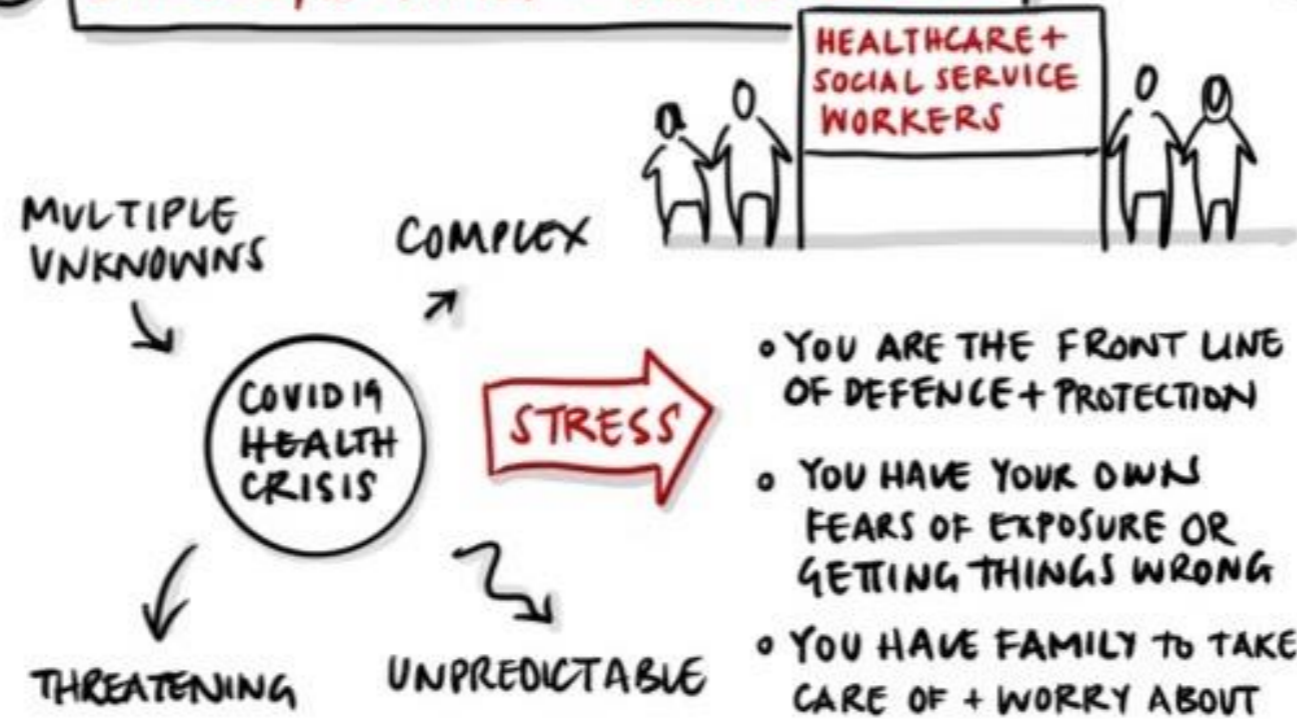 HEALTHCARE +
SOCIAL SERVICE
WORKERS
MULTIPLE
UNKNOWNS
COMPLEX
COVID19
HEALTH
CRISIS
STRESS
THREATENING
UNPREDICTABLE
• YOU ARE THE FRONT LINE
OF DEFENCE + PROTECTION
• YOU HAVE YOUR OWN
FEARS OF EXPOSURE OR
GETTING THINGS WRONG
• YOU HAVE FAMILY TO TAKE
CARE OF + WORRY ABOUT